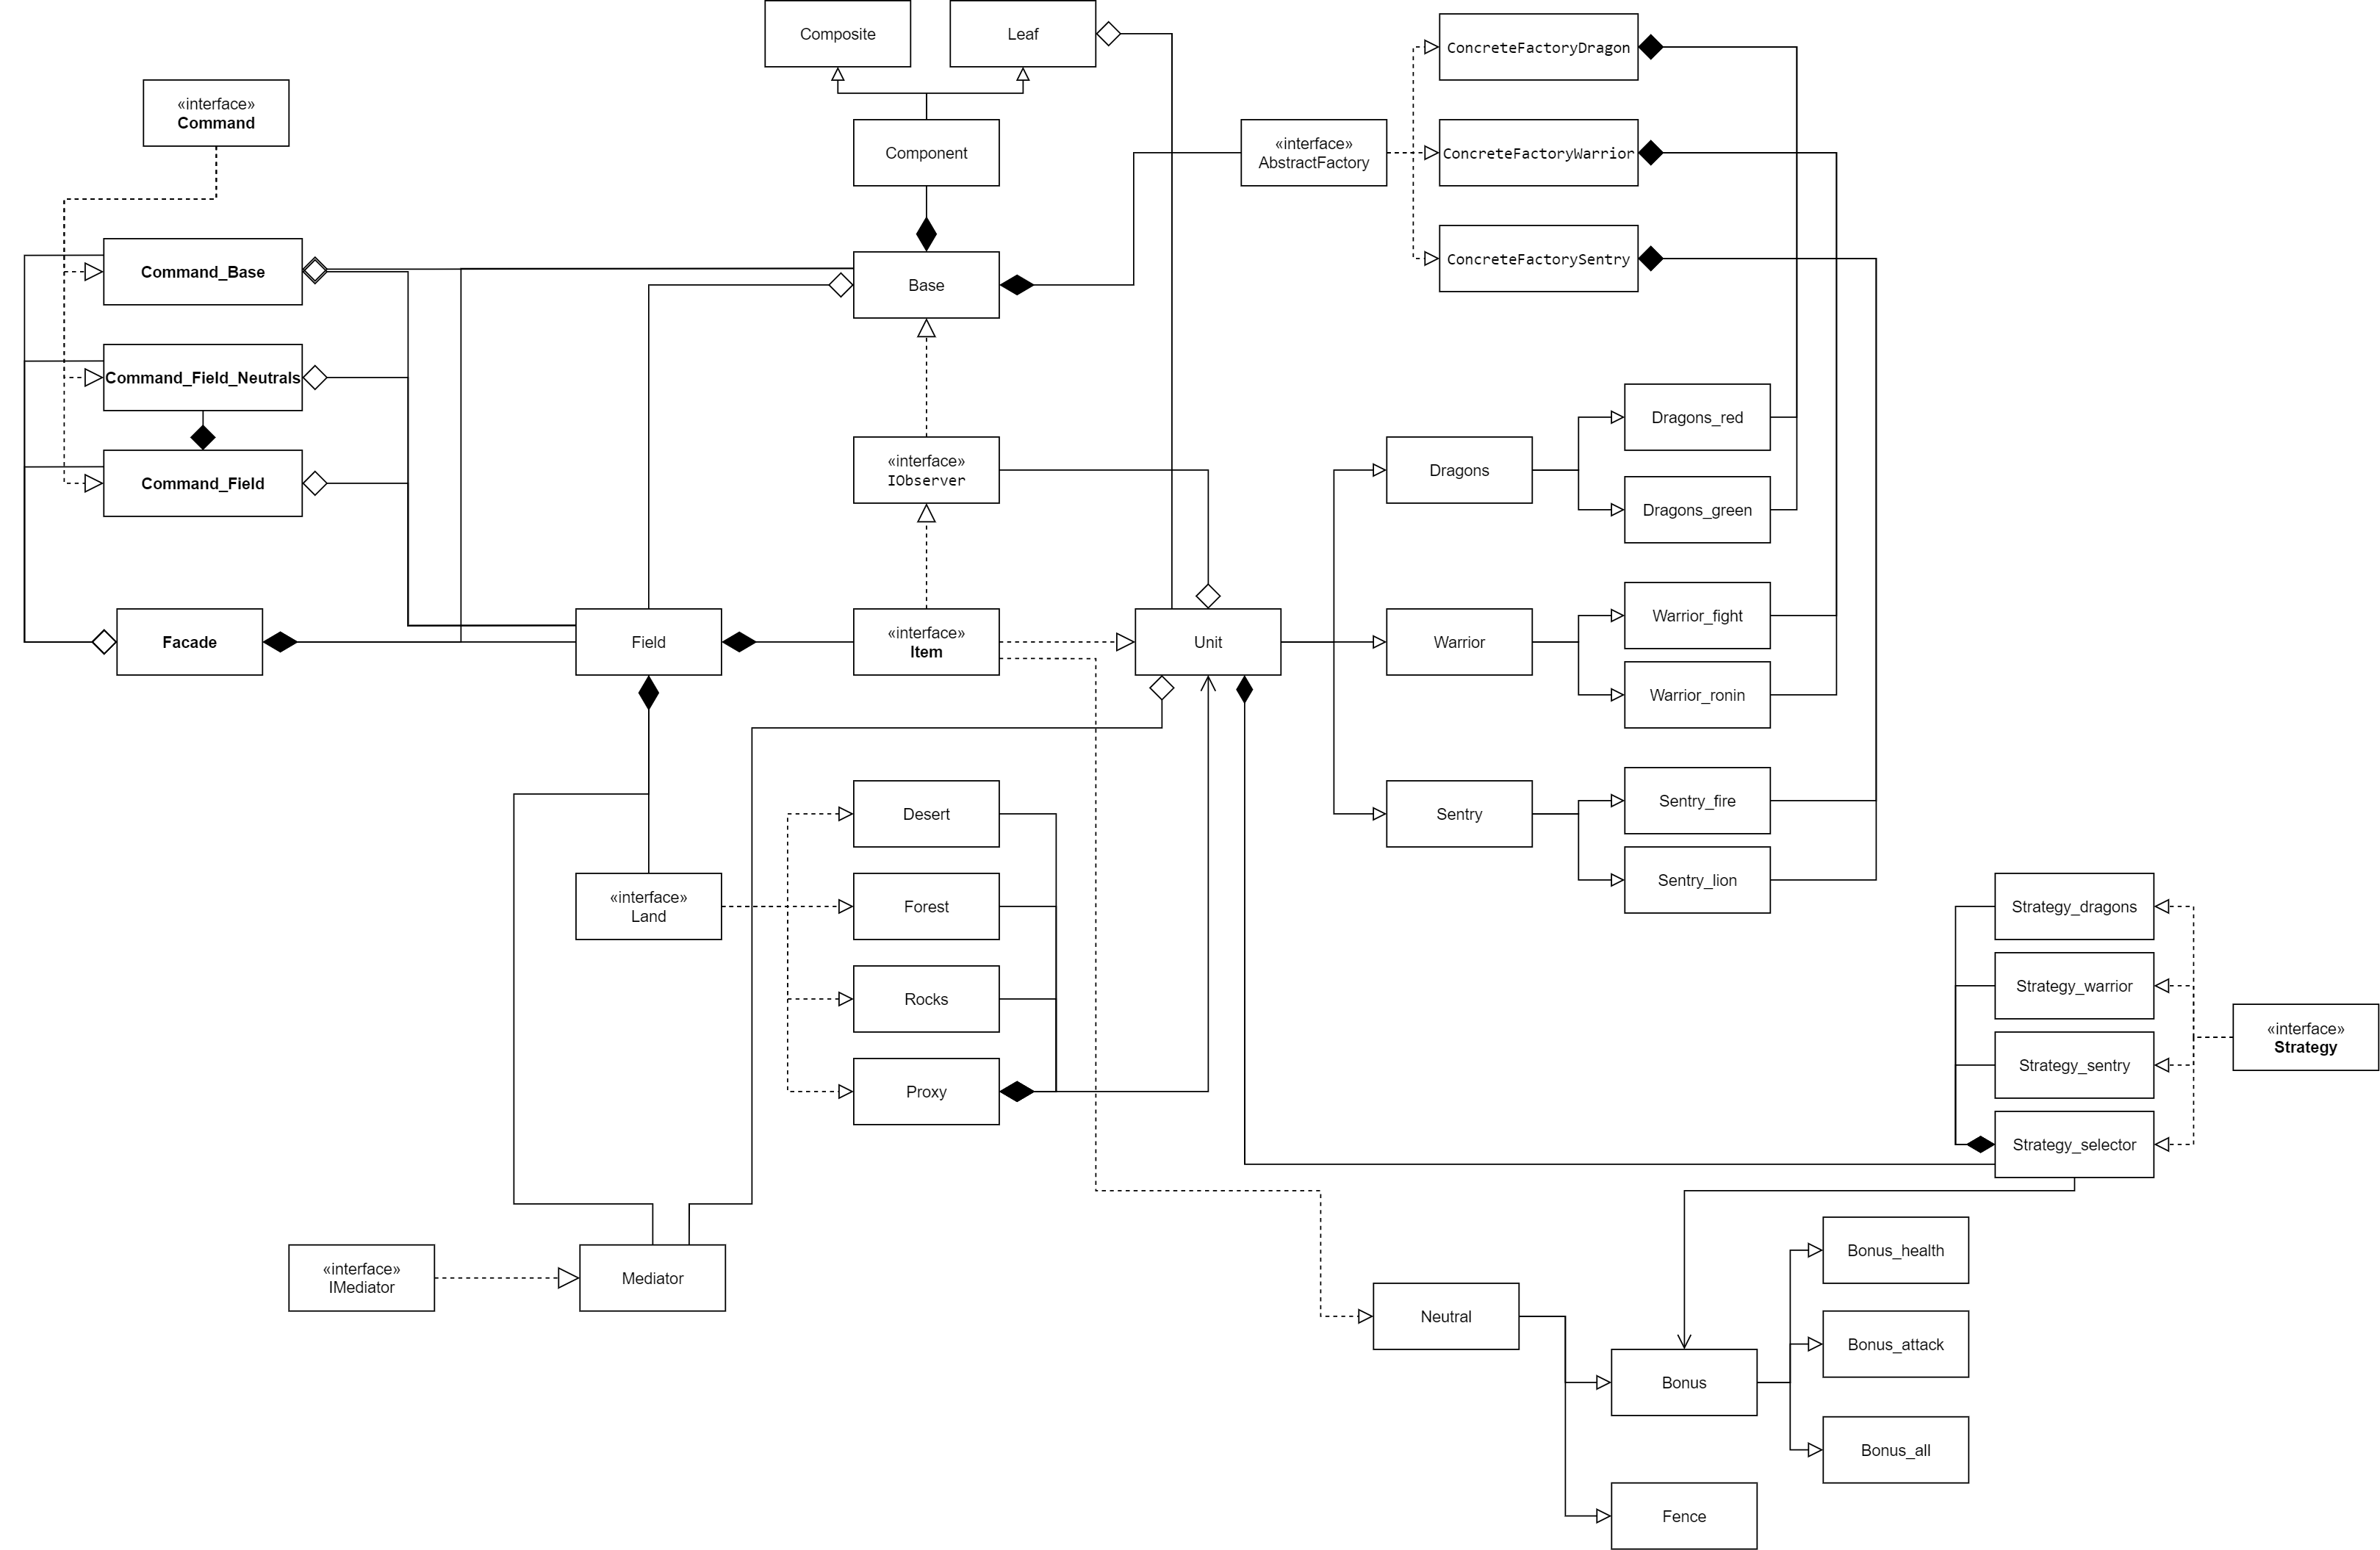 Composite
Leaf
ConcreteFactoryDragon
«interface»
Command
Component
«interface»
AbstractFactory
ConcreteFactoryWarrior
Command_Base
Base
ConcreteFactorySentry
Command_Field_Neutrals
Dragons_red
Command_Field
«interface»
IObserver
Dragons
Dragons_green
Facade
Field
«interface»
Item
Unit
Warrior
Warrior_fight
Warrior_ronin
Desert
Sentry
Sentry_fire
Sentry_lion
«interface»
Land
Forest
Strategy_dragons
Rocks
Strategy_warrior
«interface»
Strategy
Strategy_sentry
Proxy
Strategy_selector
«interface»
IMediator
Mediator
Bonus_health
Neutral
Bonus_attack
Bonus
Bonus_all
Fence